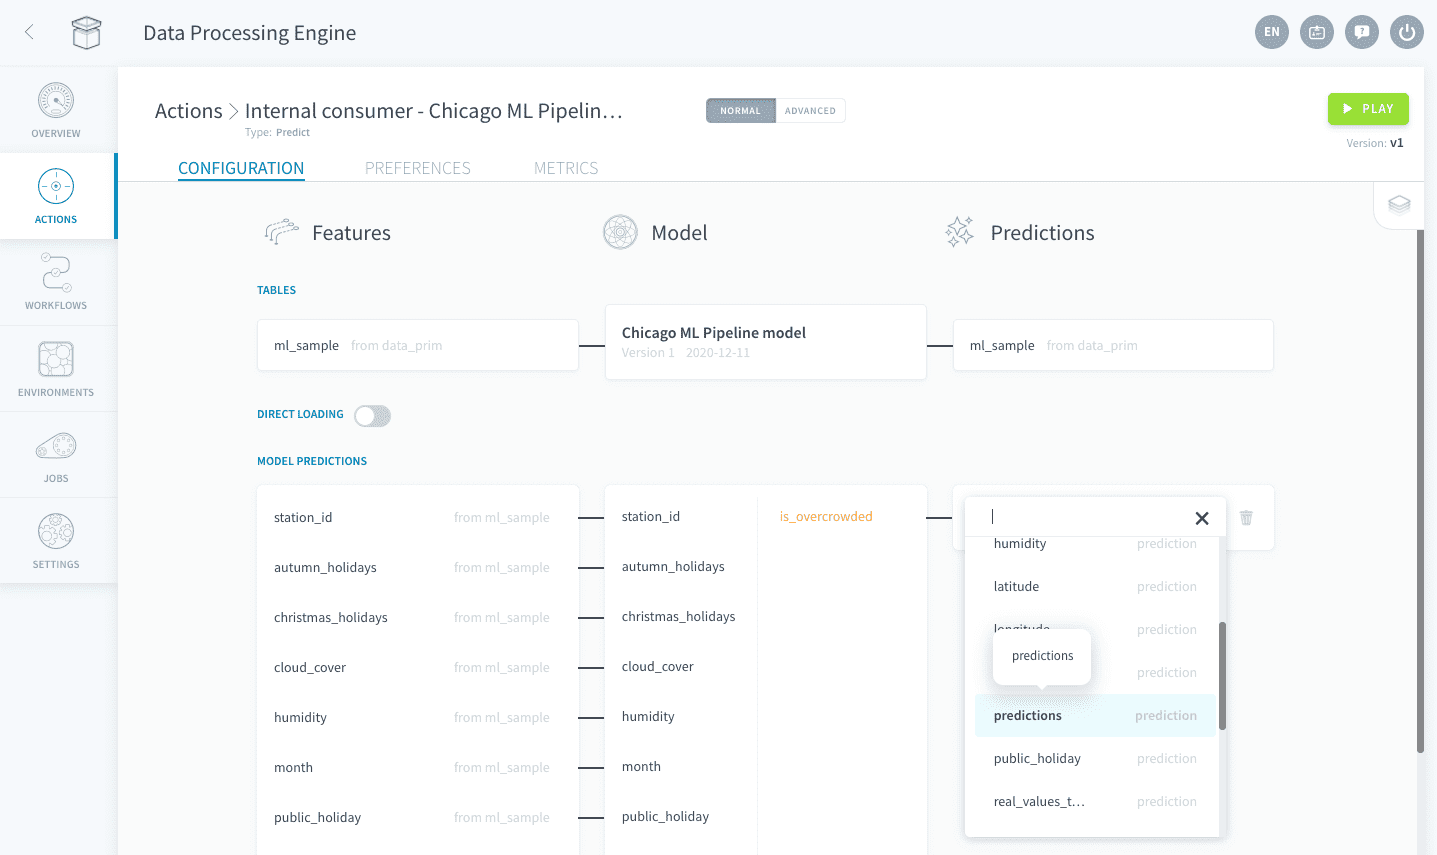 Data Processing Engine
EN
OVERVIEW
ACTIONS
WORKFLOWS
ENVIRONMENTS
JOBS
SETTINGS
Actions Internal consumer - Chicago ML Pipelin...
Type: Predict
NORMAL ADVANCED
PLAY
Version: v1
CONFIGURATION PREFERENCES METRICS
Features Model Predictions
TABLES
ml_sample from data_prim
Chicago ML Pipeline model
Version 1 2020-12-11
ml_sample from data_prim
DIRECT LOADING
MODEL PREDICTIONS
station_id from ml_sample
autumn_holidays from ml_sample
christmas_holidays from ml_sample
cloud_cover from ml_sample
humidity from ml_sample
month from ml_sample
public_holiday from ml_sample
station_id is_overcrowded
autumn_holidays
christmas_holidays
cloud_cover
humidity
month
public_holiday
humidity prediction
latitude prediction
longitude prediction
predictions
prediction
predictions prediction
public_holiday prediction
real_values_t... prediction